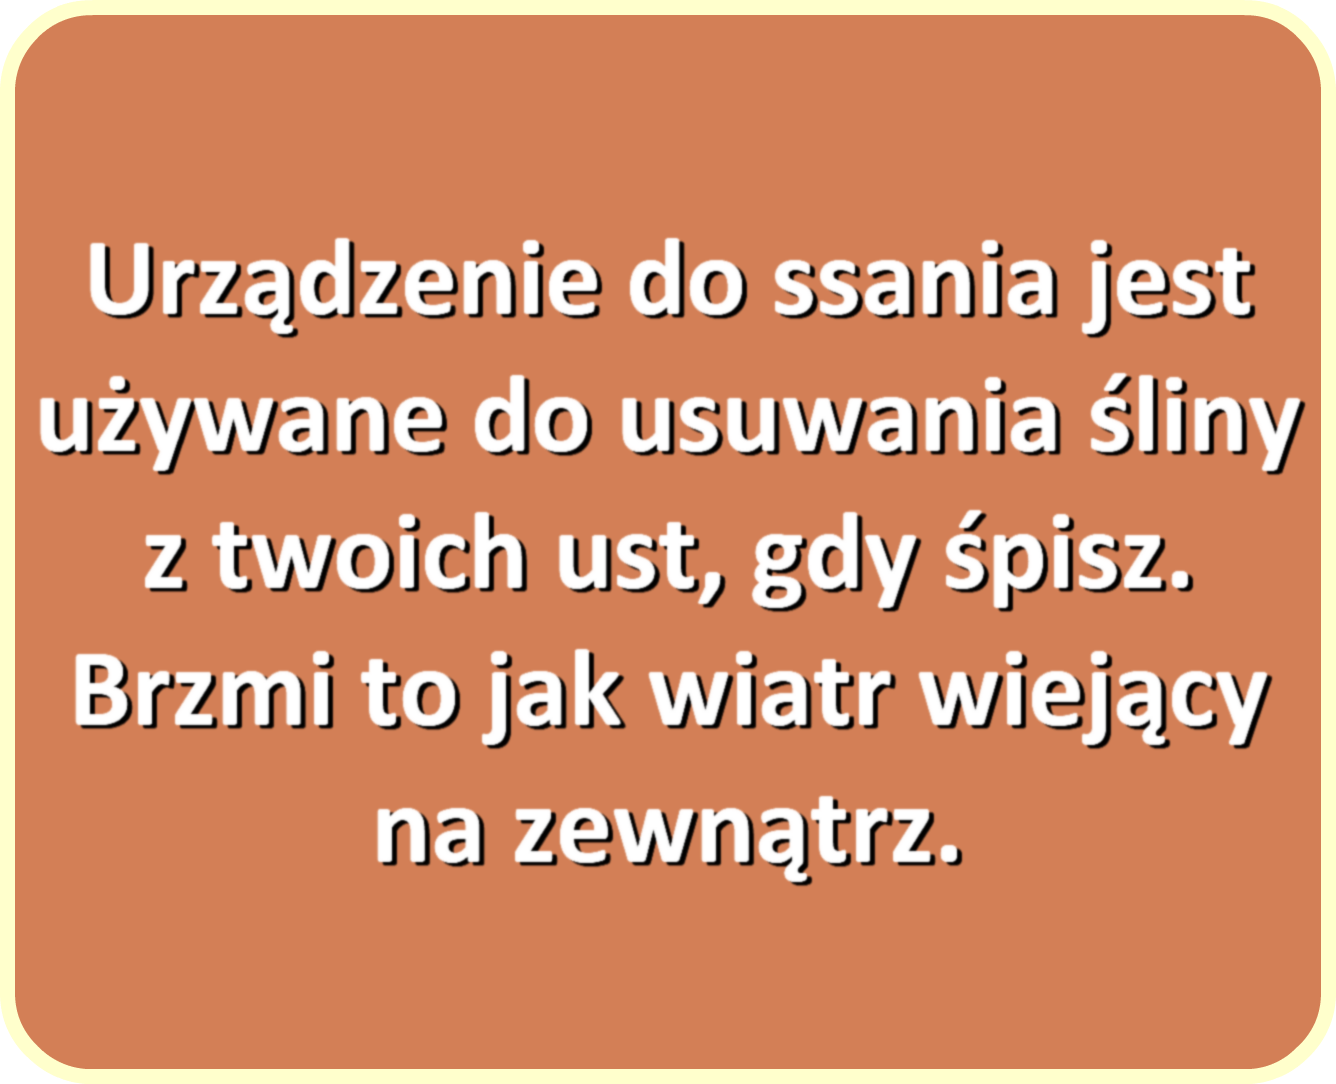 Urządzenie do ssania jest
używane do usuwania śliny
z twoich ust, gdy śpisz.
Brzmi to jak wiatr wiejący
na zewnątrz.